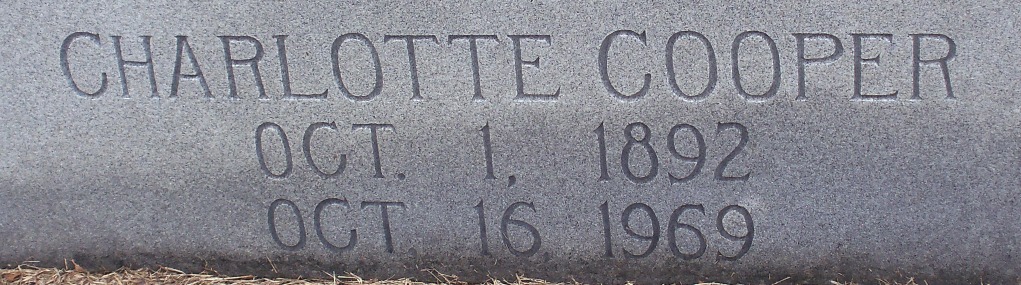 CHARLOTTE COOPER
OCT. 1, 1892
OCT. 16 1969